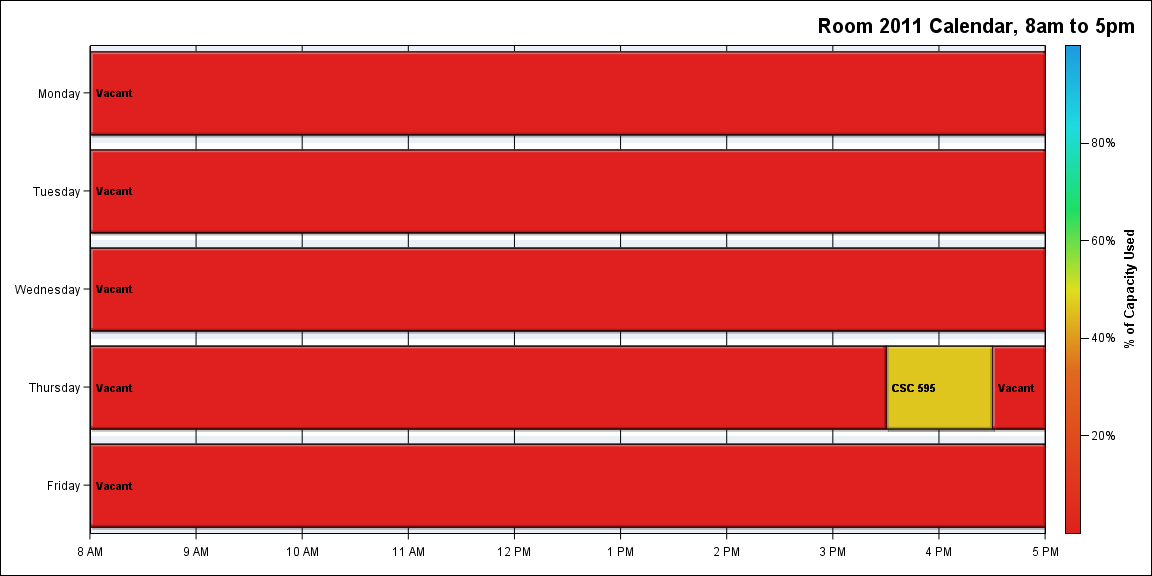 Room 2011 Calendar, 8am to 5pm
Monday
Vacant
80%
Tuesday
Vacant
60%
% of Capacity Used
Wednesday
Vacant
40%
Thursday
Vacant
CSC 595
Vacant
20%
Friday
Vacant
8 AM 9 AM 10 AM 11 AM 12 PM 1 PM 2 PM 3 PM 4 PM 5 PM